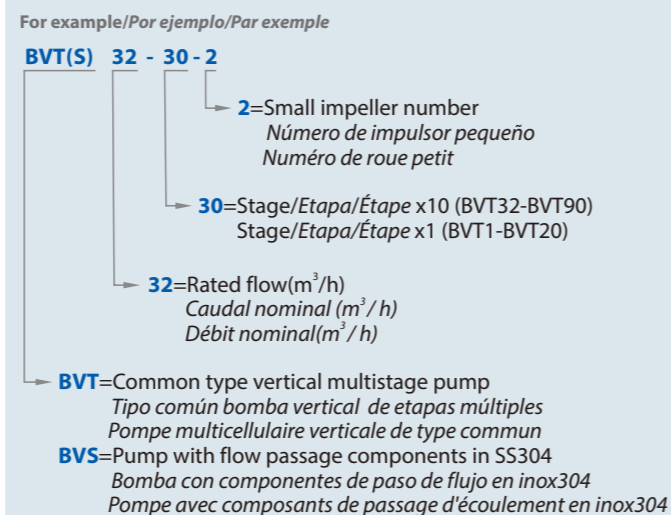 For example/Por ejemplo/Par exemple
BVT(S) 32 - 30 - 2
2=Small impeller number
Número de impulsor pequeño
Numéro de roue petit
30=Stage/Etapa/Étape x10 (BVT32-BVT90)
Stage/Etapa/Étape x1 (BVT1-BVT20)
32=Rated flow(m³/h)
Caudal nominal (m³/ h)
Débit nominal(m³/ h)
BVT=Common type vertical multistage pump
Tipo común bomba vertical de etapas múltiples
Pompe multicellulaire verticale de type commun
BVS=Pump with flow passage components in SS304
Bomba con componentes de paso de flujo en inox304
Pompe avec composants de passage d'écoulement en inox304